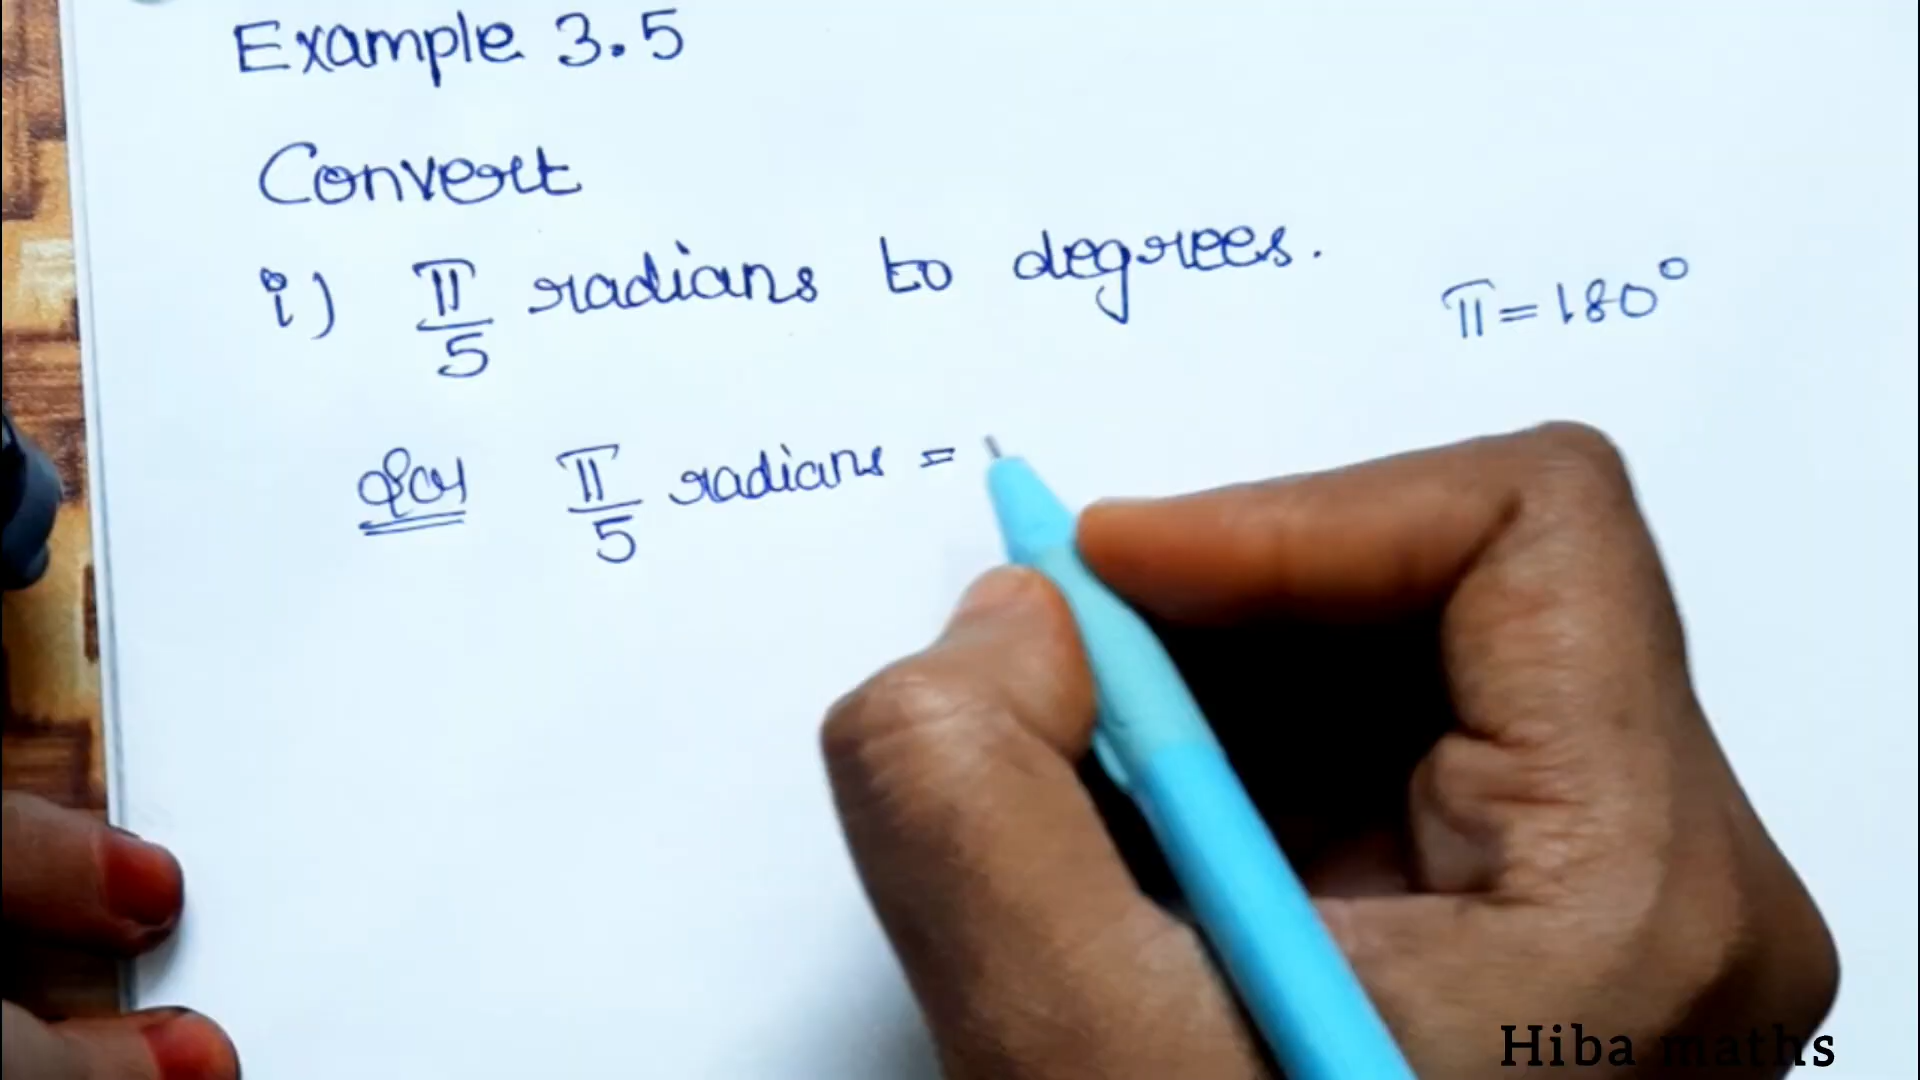 Example 3.5
Convert
i) π/5 radians to degrees.
π = 180°
Sol π/5 radians =
Hiba maths